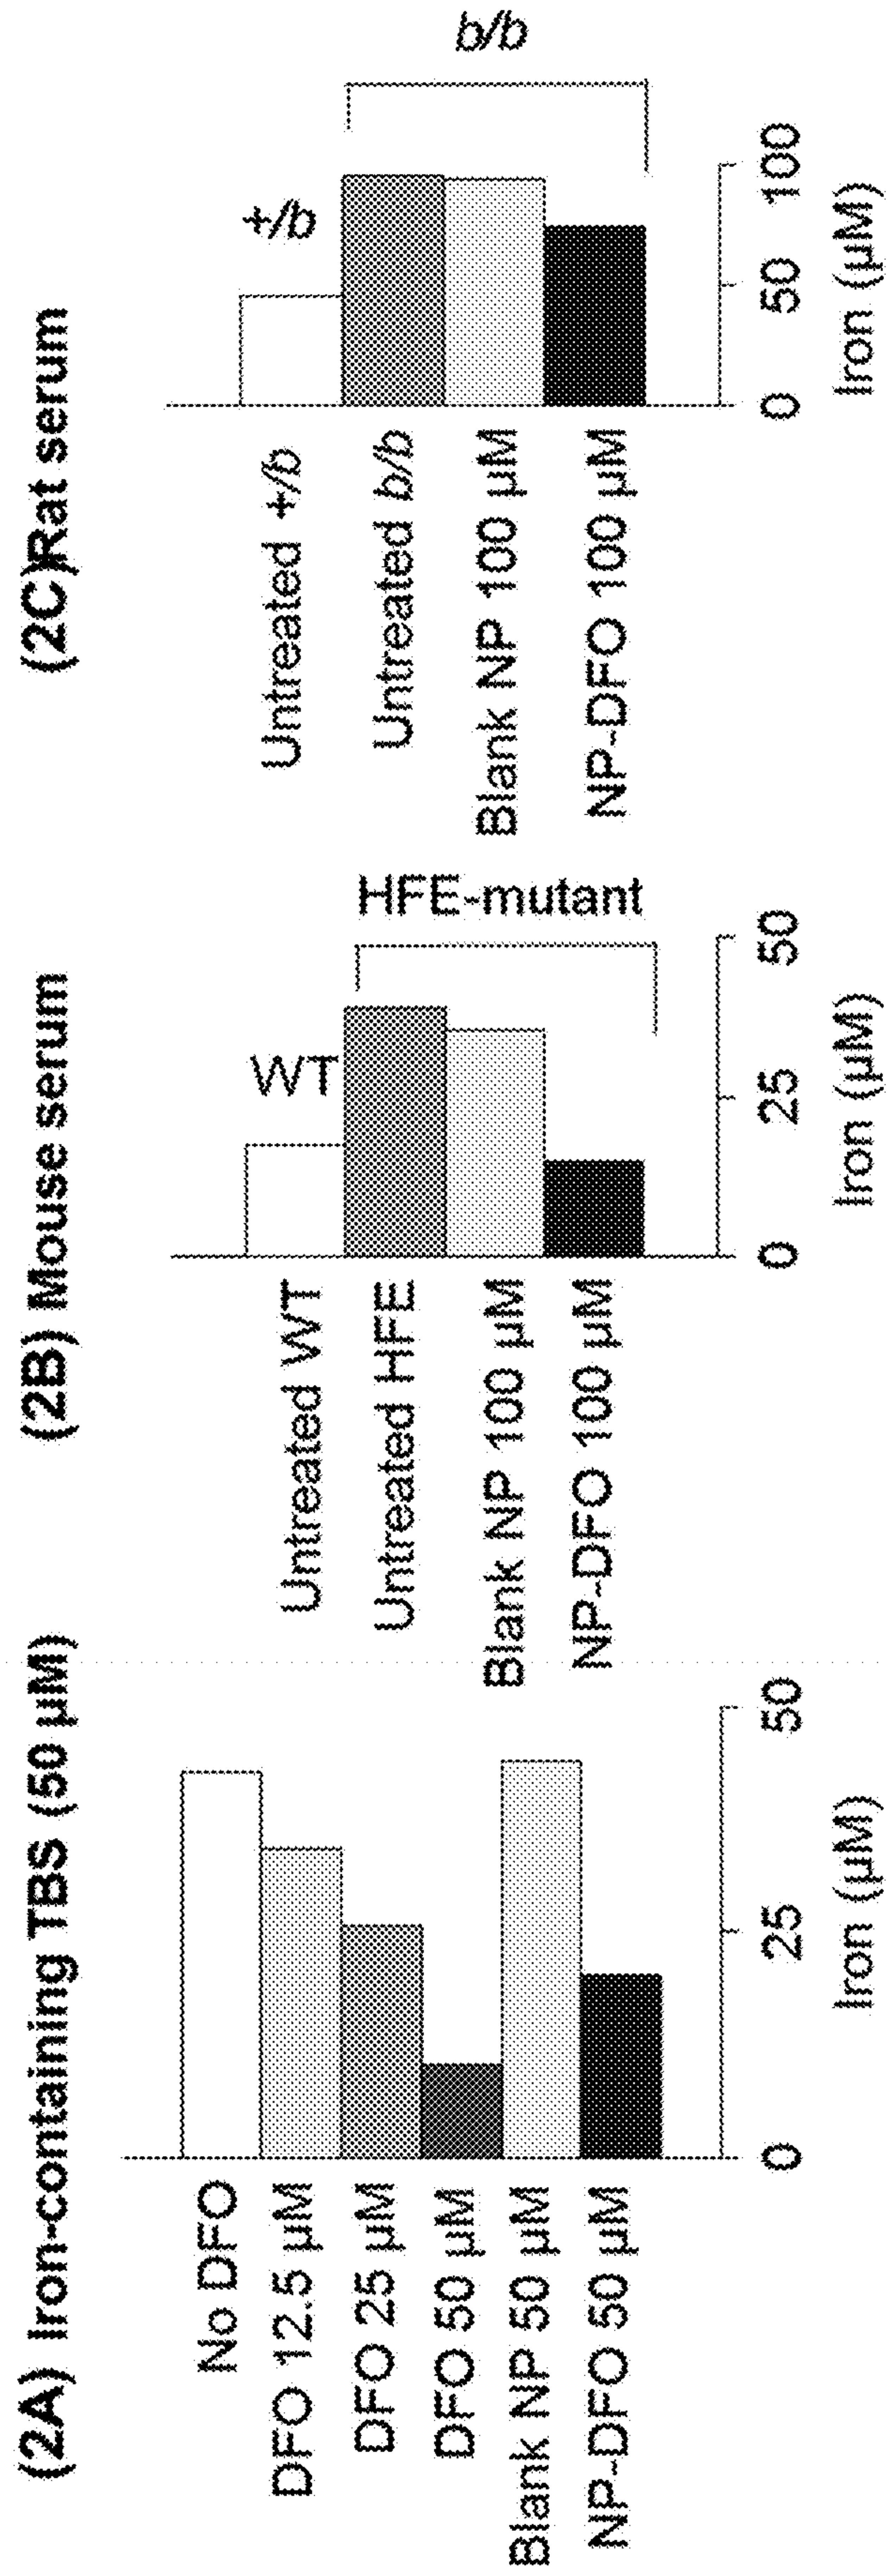 (2A) Iron-containing TBS (50 µM)
No DFO
DFO 12.5 µM
DFO 25 µM
DFO 50 µM
Blank NP 50 µM
NP-DFO 50 µM
0 25 50
Iron (µM)
(2B) Mouse serum
WT
HFE-mutant
Untreated WT
Untreated HFE
Blank NP 100 µM
NP-DFO 100 µM
0 25 50
Iron (µM)
(2C)Rat serum
+/b
b/b
Untreated +/b
Untreated b/b
Blank NP 100 µM
NP-DFO 100 µM
0 50 100
Iron (µM)